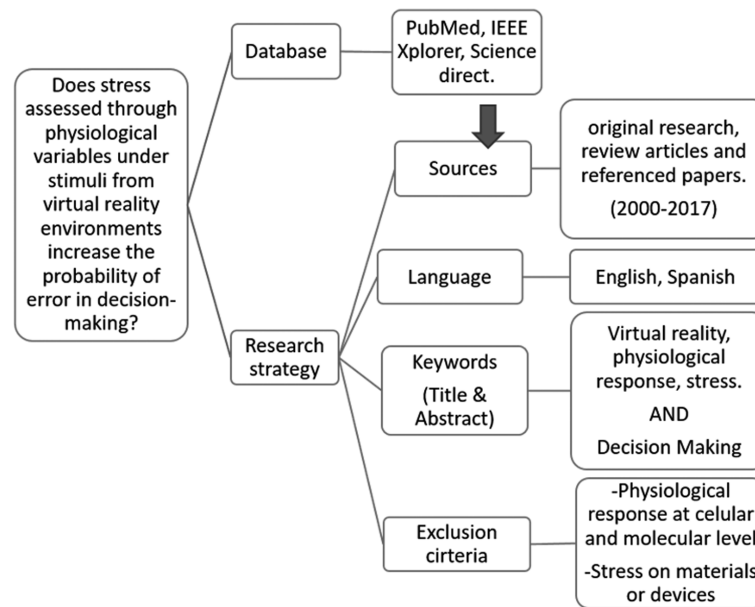 Does stress
assessed through
physiological
variables under
stimuli from
virtual reality
environments
increase the
probability of
error in decision-
making?
Database
PubMed, IEEE
Xplorer, Science
direct.
Research
strategy
Sources
original research,
review articles and
referenced papers.
(2000-2017)
Language
English, Spanish
Keywords
(Title &
Abstract)
Virtual reality,
physiological
response, stress.
AND
Decision Making
Exclusion
cirteria
-Physiological
response at celular
and molecular level
-Stress on materials
or devices